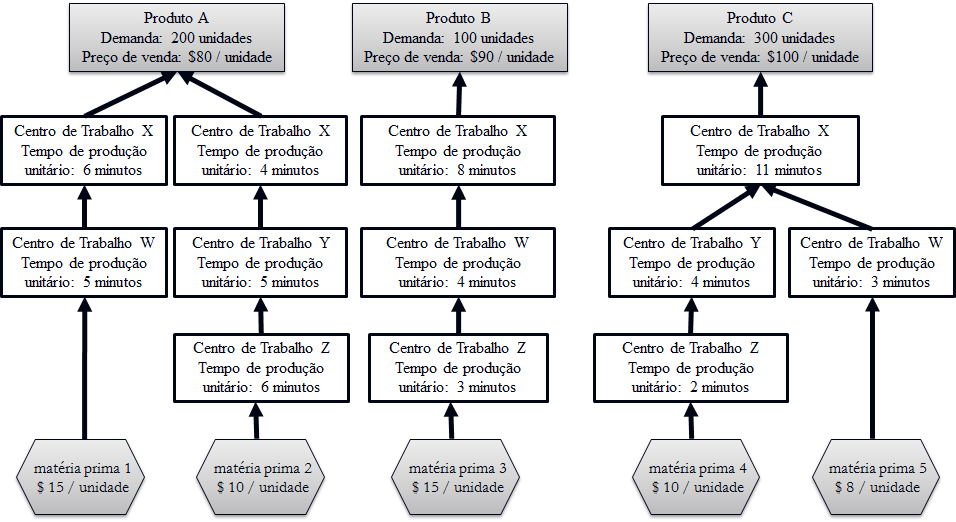 Produto A
Demanda: 200 unidades
Preço de venda: $80 / unidade
Produto B
Demanda: 100 unidades
Preço de venda: $90 / unidade
Produto C
Demanda: 300 unidades
Preço de venda: $100 / unidade
Centro de Trabalho X
Tempo de produção
unitário: 6 minutos
Centro de Trabalho X
Tempo de produção
unitário: 4 minutos
Centro de Trabalho X
Tempo de produção
unitário: 8 minutos
Centro de Trabalho X
Tempo de produção
unitário: 11 minutos
Centro de Trabalho W
Tempo de produção
unitário: 5 minutos
Centro de Trabalho Y
Tempo de produção
unitário: 5 minutos
Centro de Trabalho W
Tempo de produção
unitário: 4 minutos
Centro de Trabalho Y
Tempo de produção
unitário: 4 minutos
Centro de Trabalho W
Tempo de produção
unitário: 3 minutos
Centro de Trabalho Z
Tempo de produção
unitário: 6 minutos
Centro de Trabalho Z
Tempo de produção
unitário: 3 minutos
Centro de Trabalho Z
Tempo de produção
unitário: 2 minutos
matéria prima 1
$ 15 / unidade
matéria prima 2
$ 10 / unidade
matéria prima 3
$ 15 / unidade
matéria prima 4
$ 10 / unidade
matéria prima 5
$ 8 / unidade